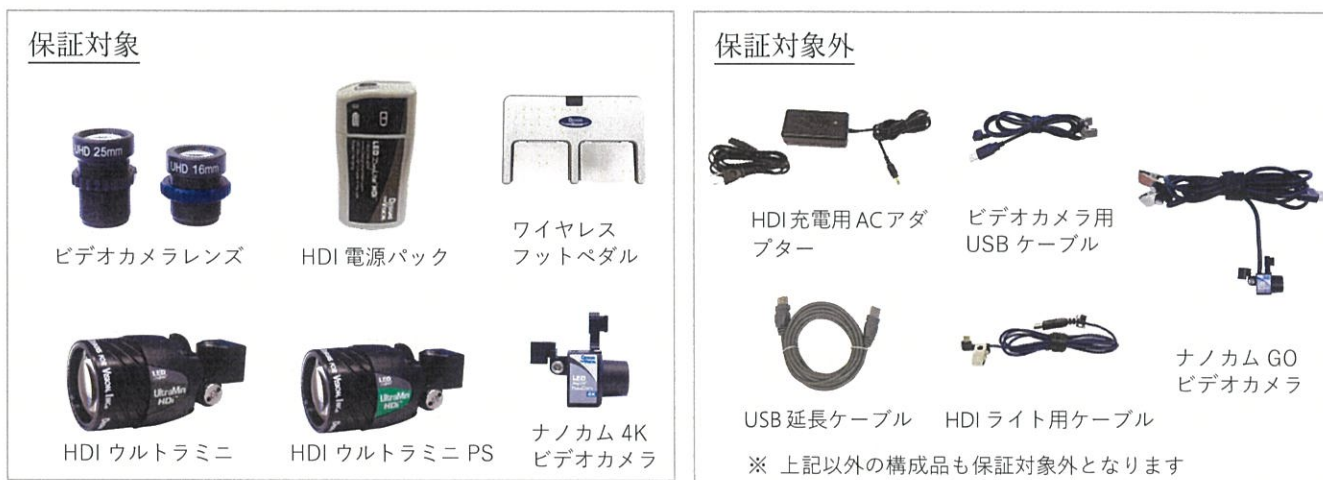 保証対象
UHD 25mm
UHD 16mm
ビデオカメラレンズ
HDI 電源パック
ワイヤレス
フットペダル
LED
UltraMini
HDi
HDI ウルトラミニ
LED
UltraMini
HDi
HDI ウルトラミニ PS
LED
ナノカム 4K
ビデオカメラ
保証対象外
HDI 充電用 AC アダ
プター
ビデオカメラ用
USB ケーブル
ナノカム GO
ビデオカメラ
USB 延長ケーブル
HDI ライト用ケーブル
※ 上記以外の構成品も保証対象外となります